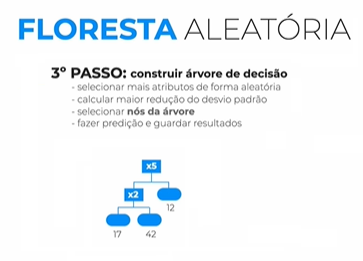 FLORESTA ALEATÓRIA
3º PASSO: construir árvore de decisão
- selecionar mais atributos de forma aleatória
- calcular maior redução do desvio padrão
- selecionar nós da árvore
- fazer predição e guardar resultados
x5
x2
12
17 42